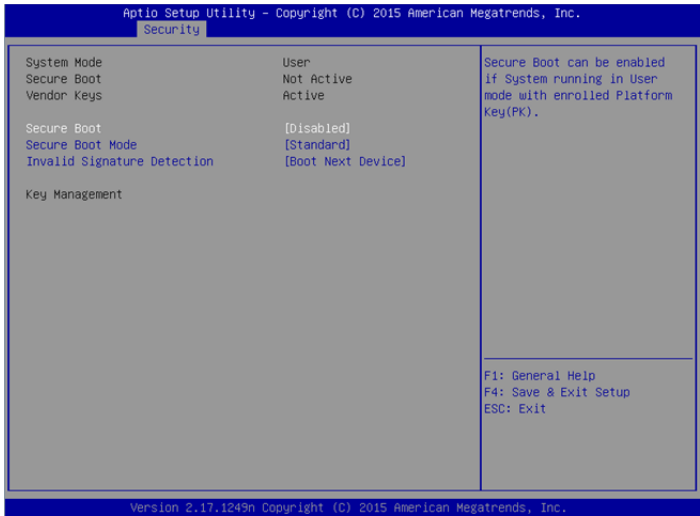 Aptio Setup Utility – Copyright (C) 2015 American Megatrends, Inc.
Security
System Mode User
Secure Boot Not Active
Vendor Keys Active
Secure Boot [Disabled]
Secure Boot Mode [Standard]
Invalid Signature Detection [Boot Next Device]
Key Management
Secure Boot can be enabled
if System running in User
mode with enrolled Platform
Key(PK).
F1: General Help
F4: Save & Exit Setup
ESC: Exit
Version 2.17.1249n Copyright (C) 2015 American Megatrends, Inc.